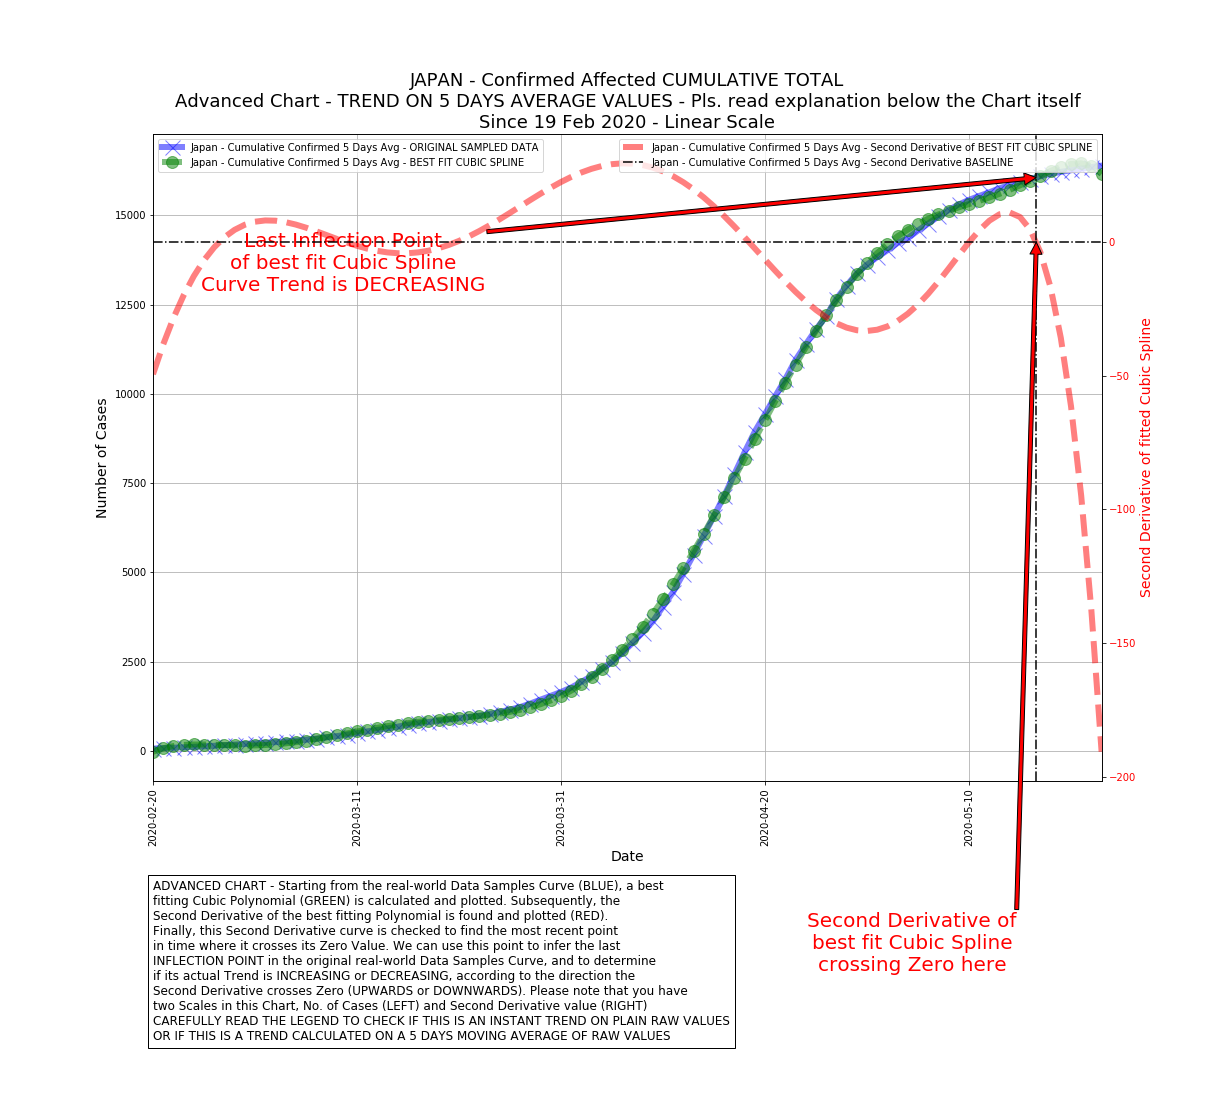 JAPAN - Confirmed Affected CUMULATIVE TOTAL
Advanced Chart - TREND ON 5 DAYS AVERAGE VALUES - Pls. read explanation below the Chart itself
Since 19 Feb 2020 - Linear Scale
Japan - Cumulative Confirmed 5 Days Avg - ORIGINAL SAMPLED DATA
Japan - Cumulative Confirmed 5 Days Avg - BEST FIT CUBIC SPLINE
Japan - Cumulative Confirmed 5 Days Avg - Second Derivative of BEST FIT CUBIC SPLINE
Japan - Cumulative Confirmed 5 Days Avg - Second Derivative BASELINE
Last Inflection Point
of best fit Cubic Spline
Curve Trend is DECREASING
Number of Cases
15000
12500
10000
7500
5000
2500
0
0
−50
−100
−150
−200
Second Derivative of fitted Cubic Spline
2020-02-20
2020-03-11
2020-03-31
2020-04-20
2020-05-10
Date
Second Derivative of
best fit Cubic Spline
crossing Zero here
ADVANCED CHART - Starting from the real-world Data Samples Curve (BLUE), a best
fitting Cubic Polynomial (GREEN) is calculated and plotted. Subsequently, the
Second Derivative of the best fitting Polynomial is found and plotted (RED).
Finally, this Second Derivative curve is checked to find the most recent point
in time where it crosses its Zero Value. We can use this point to infer the last
INFLECTION POINT in the original real-world Data Samples Curve, and to determine
if its actual Trend is INCREASING or DECREASING, according to the direction the
Second Derivative crosses Zero (UPWARDS or DOWNWARDS). Please note that you have
two Scales in this Chart, No. of Cases (LEFT) and Second Derivative value (RIGHT)
CAREFULLY READ THE LEGEND TO CHECK IF THIS IS AN INSTANT TREND ON PLAIN RAW VALUES
OR IF THIS IS A TREND CALCULATED ON A 5 DAYS MOVING AVERAGE OF RAW VALUES